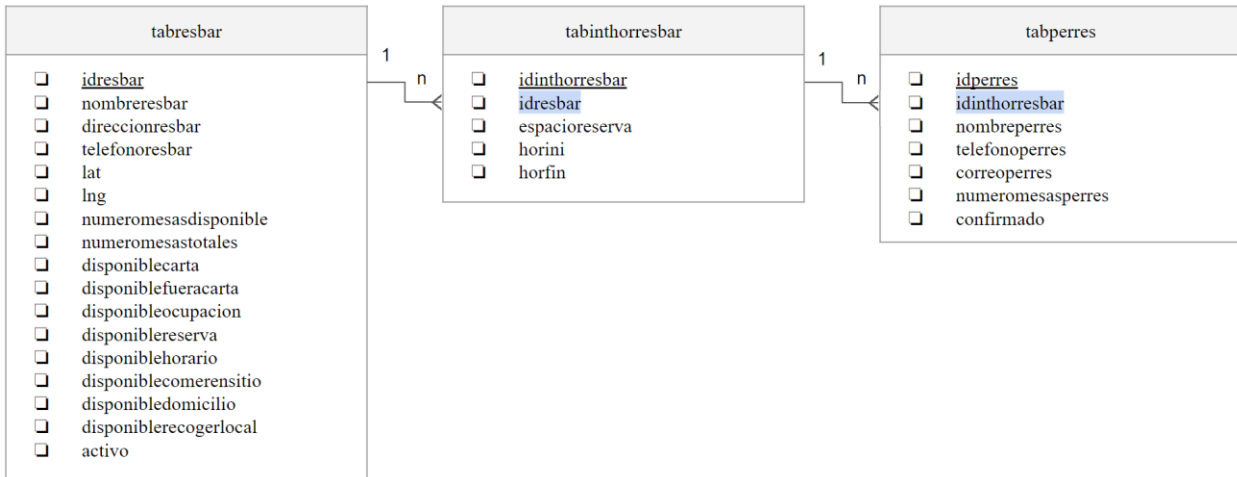 tabresbar
idresbar
nombreresbar
direccionresbar
telefonoresbar
lat
lng
numeromesasdisponible
numeromesastotales
disponiblecarta
disponiblefueracarta
disponibleocupacion
disponiblereserva
disponiblehorario
disponiblecomerensitio
disponibledomicilio
disponiblerecogerlocal
activo
1
n
tabinthorresbar
idinthorresbar
idresbar
espacioreserva
horini
horfin
1
n
tabperres
idperres
idinthorresbar
nombreperres
telefonoperres
correoperres
numeromesasperres
confirmado